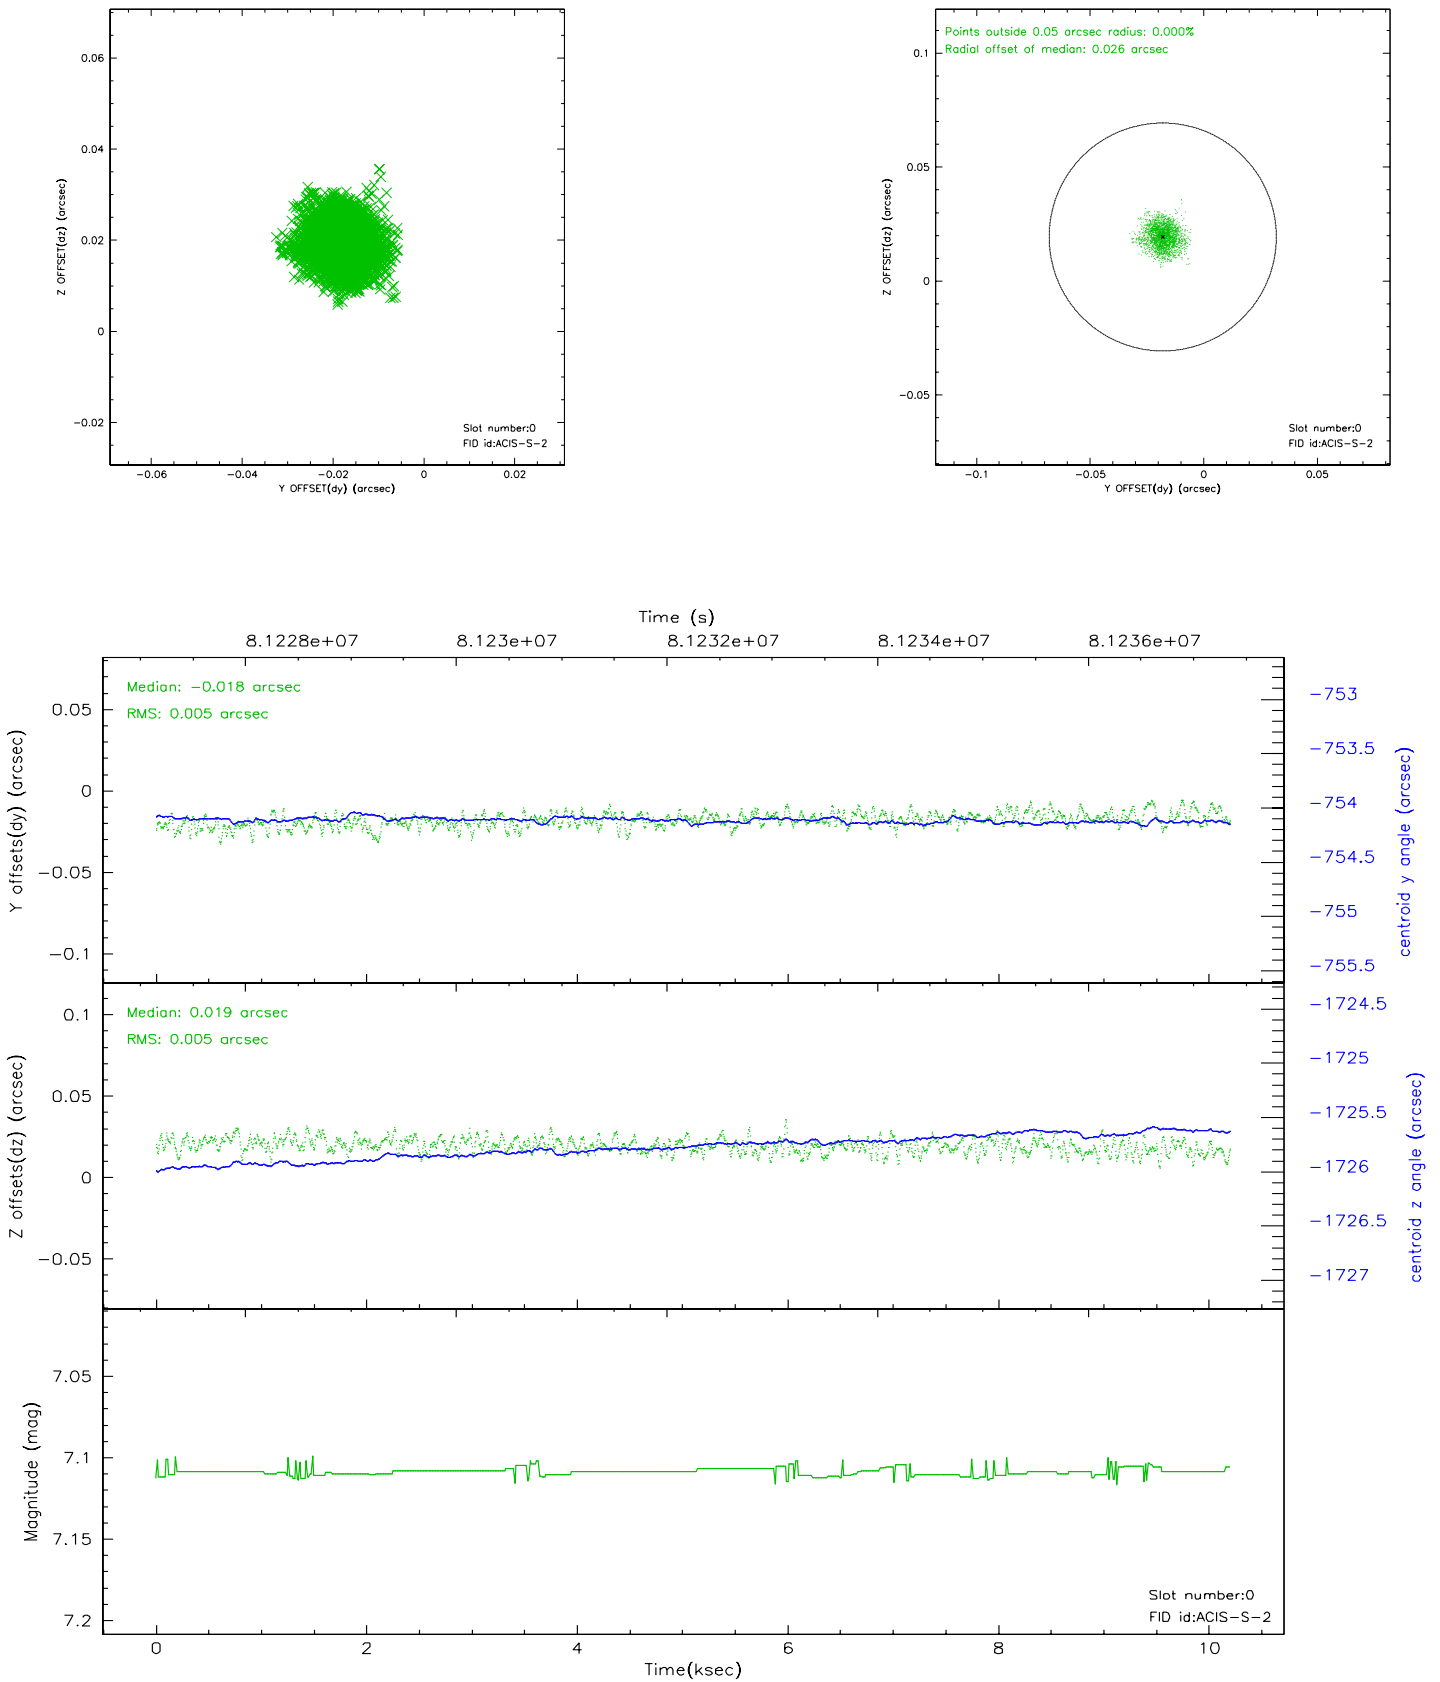 0.06
0.04
0.02
0
−0.02
Z OFFSET(dz) (arcsec)
Slot number:0
FID id:ACIS−S−2
−0.06 −0.04 −0.02 0 0.02
Y OFFSET(dy) (arcsec)
Points outside 0.05 arcsec radius: 0.000%
Radial offset of median: 0.026 arcsec
0.1
0.05
0
−0.05
Z OFFSET(dz) (arcsec)
Slot number:0
FID id:ACIS−S−2
−0.1 −0.05 0 0.05
Y OFFSET(dy) (arcsec)
Time (s)
8.1228e+07 8.123e+07 8.1232e+07 8.1234e+07 8.1236e+07
Median: −0.018 arcsec
RMS: 0.005 arcsec
0.05
0
−0.05
−0.1
Y offsets(dy) (arcsec)
−753
−753.5
−754
−754.5
−755
−755.5
centroid y angle (arcsec)
Median: 0.019 arcsec
RMS: 0.005 arcsec
0.1
0.05
0
−0.05
Z offsets(dz) (arcsec)
−1724.5
−1725
−1725.5
−1726
−1726.5
−1727
centroid z angle (arcsec)
7.05
7.1
7.15
7.2
Magnitude (mag)
Slot number:0
FID id:ACIS−S−2
0 2 4 6 8 10
Time(ksec)